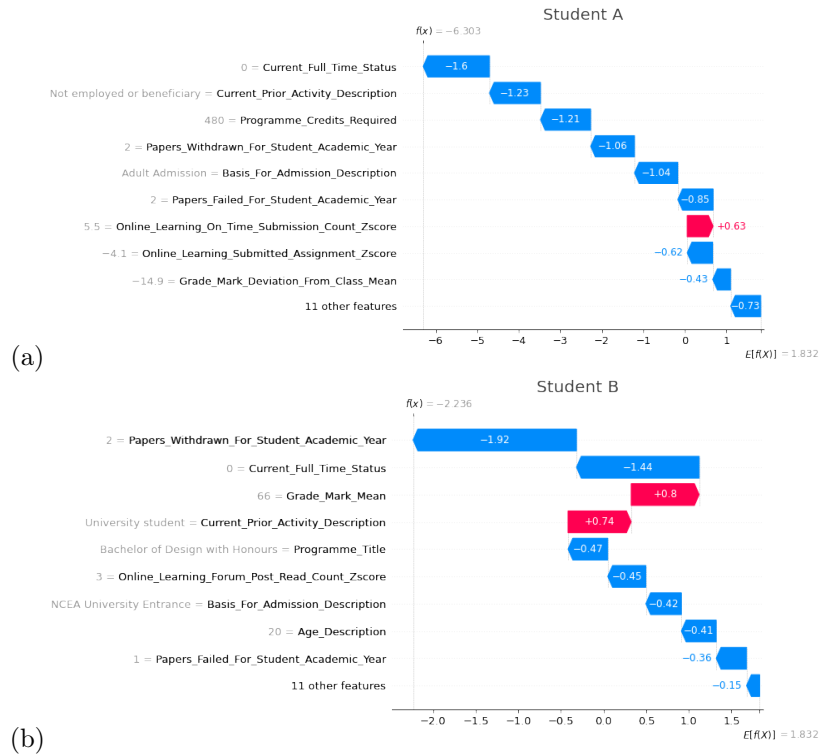 Student A
f(x) = −6.303
0 = Current_Full_Time_Status
−1.6
Not employed or beneficiary = Current_Prior_Activity_Description
−1.23
480 = Programme_Credits_Required
−1.21
2 = Papers_Withdrawn_For_Student_Academic_Year
−1.06
Adult Admission = Basis_For_Admission_Description
−1.04
2 = Papers_Failed_For_Student_Academic_Year
−0.85
5.5 = Online_Learning_On_Time_Submission_Count_Zscore
+0.63
−4.1 = Online_Learning_Submitted_Assignment_Zscore
−0.62
−14.9 = Grade_Mark_Deviation_From_Class_Mean
−0.43
11 other features
−0.73
−6 −5 −4 −3 −2 −1 0 1
E[f(X)] = 1.832
(a)
Student B
f(x) = −2.236
2 = Papers_Withdrawn_For_Student_Academic_Year
−1.92
0 = Current_Full_Time_Status
−1.44
66 = Grade_Mark_Mean
+0.8
University student = Current_Prior_Activity_Description
+0.74
Bachelor of Design with Honours = Programme_Title
−0.47
3 = Online_Learning_Forum_Post_Read_Count_Zscore
−0.45
NCEA University Entrance = Basis_For_Admission_Description
−0.42
20 = Age_Description
−0.41
1 = Papers_Failed_For_Student_Academic_Year
−0.36
11 other features
−0.15
−2.0 −1.5 −1.0 −0.5 0.0 0.5 1.0 1.5
E[f(X)] = 1.832
(b)